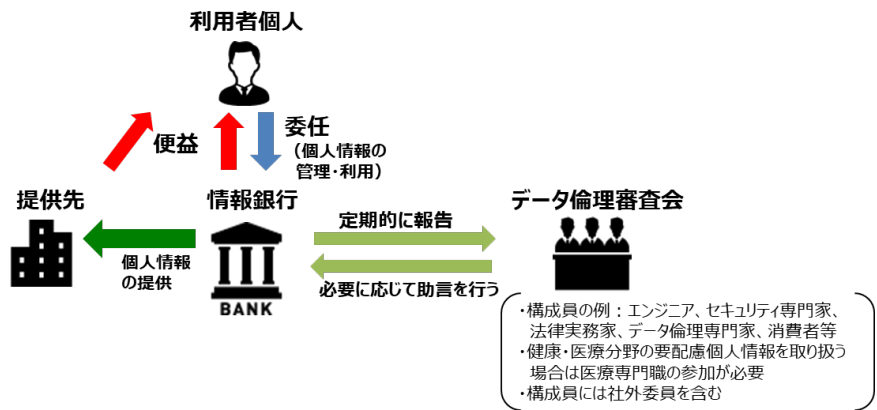 利用者個人
便益
委任
（個人情報の
管理・利用）
提供先
情報銀行
データ倫理審査会
定期的に報告
個人情報
の提供
必要に応じて助言を行う
BANK
・構成員の例：エンジニア、セキュリティ専門家、
法律実務家、データ倫理専門家、消費者等
・健康・医療分野の要配慮個人情報を取り扱う
場合は医療専門職の参加が必要
・構成員には社外委員を含む